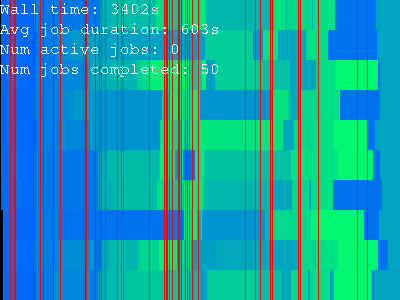 Wall time: 3402s
Avg job duration: 603s
Num active jobs: 0
Num jobs completed: 50